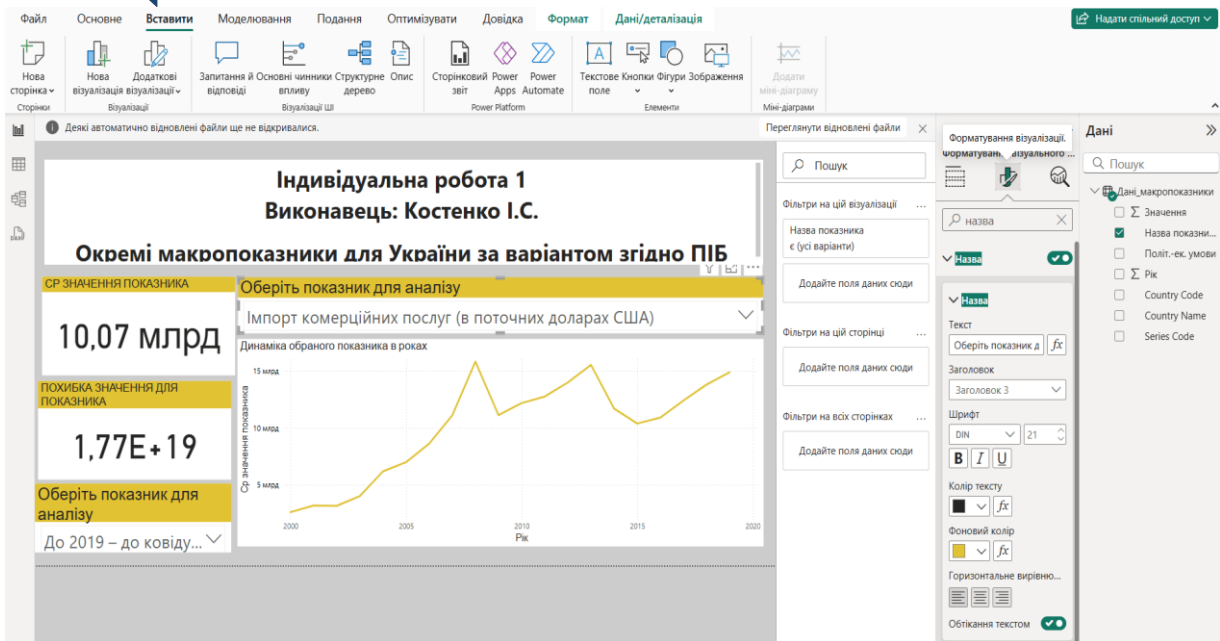 Файл Основне Вставити Моделювання Подання Оптимізувати Довідка Формат Дані/деталізація
Надати спільний доступ
Нова сторінка
Нова візуалізація
Додаткові візуалізації
Запитання й відповіді
Основні чинники впливу
Структурне дерево
Опис
Сторінковий звіт
Power Apps
Power Automate
Текстове поле
Кнопки
Фігури
Зображення
Додати міні-діаграму
Сторінки Візуалізації Візуалізації ШІ Power Platform Елементи Міні-діаграми
Деякі автоматично відновлені файли ще не відкривалися.
Переглянути відновлені файли
Індивідуальна робота 1
Виконавець: Костенко І.С.
Окремі макропоказники для України за варіантом згідно ПІБ
СР ЗНАЧЕННЯ ПОКАЗНИКА
10,07 млрд
ПОХИБКА ЗНАЧЕННЯ ДЛЯ
ПОКАЗНИКА
1,77E+19
Оберіть показник для
аналізу
До 2019 – до ковіду...
Оберіть показник для аналізу
Імпорт комерційних послуг (в поточних доларах США)
Динаміка обраного показника в роках
Ср значення показника
15 млрд
10 млрд
5 млрд
2000 2005 2010 2015 2020
Рік
Пошук
Фільтри на цій візуалізації ...
Назва показника
є (усі варіанти)
Додайте поля даних сюди
Фільтри на цій сторінці ...
Додайте поля даних сюди
Фільтри на всіх сторінках ...
Додайте поля даних сюди
Форматування візуалізації.
назва
Назва
Назва
Текст
Оберіть показник д
fx
Заголовок
Заголовок 3
Шрифт
DIN 21
B I U
Колір тексту
fx
Фоновий колір
fx
Горизонтальне вирівню...
Обтікання текстом
Дані
Пошук
Дані_макропоказники
Значення
Назва показни...
Політ.-ек. умови
Рік
Country Code
Country Name
Series Code